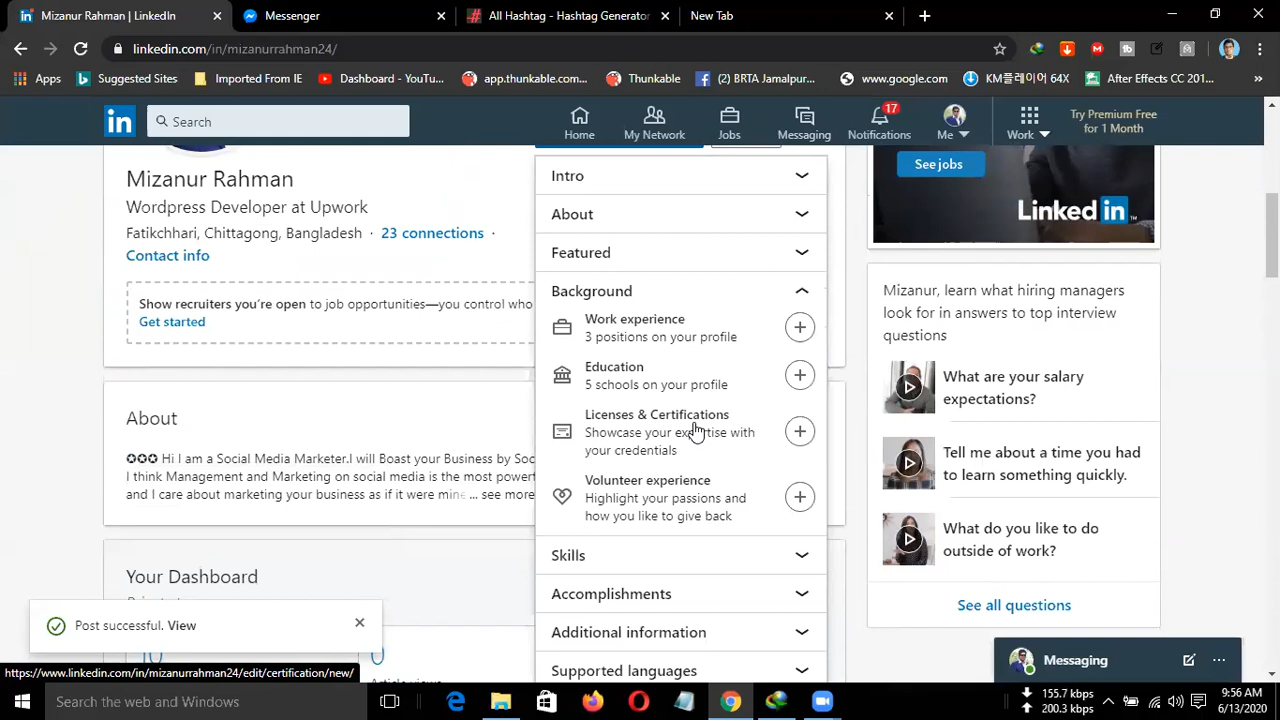 Mizanur Rahman | LinkedIn
Messenger
All Hashtag - Hashtag Generator
New Tab
linkedin.com/in/mizanurrahman24/
Apps
Suggested Sites
Imported From IE
Dashboard - YouTu...
app.thunkable.com...
Thunkable
() BRTA Jamalpur...
www.google.com
KM플레이어 64X
After Effects CC 201...
in
Search
Home
My Network
Jobs
Messaging
17
Notifications
Me
Work
Try Premium Free
for 1 Month
Mizanur Rahman
Wordpress Developer at Upwork
Fatikchhari, Chittagong, Bangladesh · 23 connections ·
Contact info
Show recruiters you're open to job opportunities—you control who
Get started
About
✪✪✪ Hi I am a Social Media Marketer.I will Boast your Business by Soc
I think Management and Marketing on social media is the most power
and I care about marketing your business as if it were mine ... see more
Your Dashboard
Post successful. View
0
Article views
https://www.linkedin.com/in/mizanurrahman24/edit/certification/new/
Intro
About
Featured
Background
Work experience
3 positions on your profile
Education
5 schools on your profile
Licenses & Certifications
Showcase your expertise with
your credentials
Volunteer experience
Highlight your passions and
how you like to give back
Skills
Accomplishments
Additional information
Supported languages
See jobs
Linked in
Mizanur, learn what hiring managers
look for in answers to top interview
questions
What are your salary
expectations?
Tell me about a time you had
to learn something quickly.
What do you like to do
outside of work?
See all questions
Messaging
Search the web and Windows
155.7 kbps
200.3 kbps
9:56 AM
6/13/2020